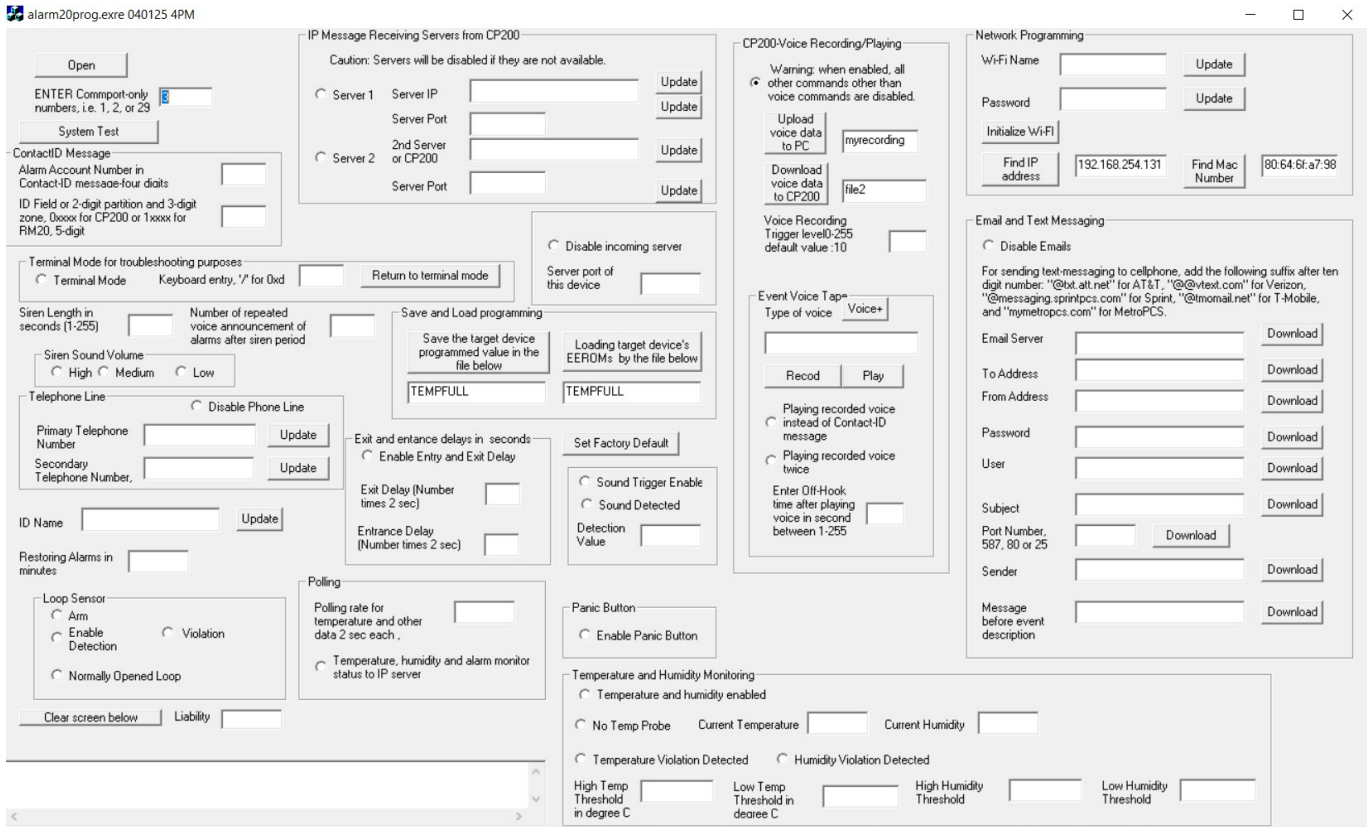 alarm20prog.exre 040125 4PM
Open
ENTER Commport-only
numbers, i.e. 1, 2, or 29
3
System Test
ContactID Message
Alarm Account Number in
Contact-ID message-four digits
ID Field or 2-digit partition and 3-digit
zone, 0xxxx for CP200 or 1xxxx for
RM20, 5-digit
IP Message Receiving Servers from CP200
Caution: Servers will be disabled if they are not available.
Server 1
Server IP
Update
Server Port
Update
Server 2
2nd Server
or CP200
Update
Server Port
Update
Terminal Mode for troubleshooting purposes
Terminal Mode
Keyboard entry, '/' for 0xd
Return to terminal mode
Disable incoming server
Server port of
this device
Siren Length in
seconds (1-255)
Number of repeated
voice announcement of
alarms after siren period
Siren Sound Volume
High
Medium
Low
Save and Load programming
Save the target device
programmed value in the
file below
Loading target device's
EEROMs by the file below
TEMPFULL
TEMPFULL
Telephone Line
Disable Phone Line
Primary Telephone
Number
Update
Secondary
Telephone Number,
Update
ID Name
Update
Restoring Alarms in
minutes
Exit and entance delays in seconds
Enable Entry and Exit Delay
Exit Delay (Number
times 2 sec)
Entrance Delay
(Number times 2 sec)
Set Factory Default
Sound Trigger Enable
Sound Detected
Detection
Value
Loop Sensor
Arm
Enable
Detection
Violation
Normally Opened Loop
Clear screen below
Liability
Polling
Polling rate for
temperature and other
data 2 sec each ,
Temperature, humidity and alarm monitor
status to IP server
Panic Button
Enable Panic Button
CP200-Voice Recording/Playing
Warning: when enabled, all
other commands other than
voice commands are disabled.
Upload
voice data
to PC
myrecording
Download
voice data
to CP200
file2
Voice Recording
Trigger level0-255
default value :10
Event Voice Tape
Type of voice
Voice+
Recod
Play
Playing recorded voice
instead of Contact-ID
message
Playing recorded voice
twice
Enter Off-Hook
time after playing
voice in second
between 1-255
Network Programming
Wi-Fi Name
Update
Password
Update
Initialize Wi-FI
Find IP
address
192.168.254.131
Find Mac
Number
80:64:6f:a7:98
Email and Text Messaging
Disable Emails
For sending text-messaging to cellphone, add the following suffix after ten
digit number: "@txt.att.net" for AT&T, "@@vtext.com" for Verizon,
"@messaging.sprintpcs.com" for Sprint, "@tmomail.net" for T-Mobile,
and "mymetropcs.com" for MetroPCS.
Email Server
Download
To Address
Download
From Address
Download
Password
Download
User
Download
Subject
Download
Port Number,
587, 80 or 25
Download
Sender
Download
Message
before event
description
Download
Temperature and Humidity Monitoring
Temperature and humidity enabled
No Temp Probe
Current Temperature
Current Humidity
Temperature Violation Detected
Humidity Violation Detected
High Temp
Threshold
in degree C
Low Temp
Threshold in
degree C
High Humidity
Threshold
Low Humidity
Threshold